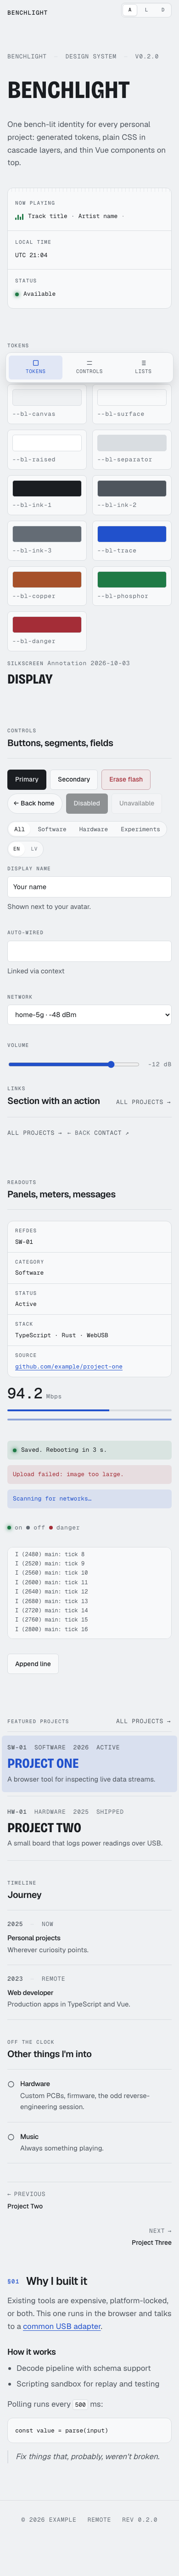 BENCHLIGHT
A L D
BENCHLIGHT · DESIGN SYSTEM · V0.2.0
BENCHLIGHT
One bench-lit identity for every personal
project: generated tokens, plain CSS in
cascade layers, and thin Vue components on
top.
NOW PLAYING
Track title · Artist name ·
LOCAL TIME
UTC 21:04
STATUS
Available
TOKENS
TOKENS
CONTROLS
LISTS
--bl-canvas
--bl-surface
--bl-raised
--bl-separator
--bl-ink-1
--bl-ink-2
--bl-ink-3
--bl-trace
--bl-copper
--bl-phosphor
--bl-danger
SILKSCREEN Annotation 2026-10-03
DISPLAY
CONTROLS
Buttons, segments, fields
Primary
Secondary
Erase flash
← Back home
Disabled
Unavailable
All Software Hardware Experiments
EN LV
DISPLAY NAME
Your name
Shown next to your avatar.
AUTO-WIRED
Linked via context
NETWORK
home-5g · -48 dBm
VOLUME
-12 dB
LINKS
Section with an action
ALL PROJECTS →
ALL PROJECTS → ← BACK CONTACT ↗
READOUTS
Panels, meters, messages
REFDES
SW-01
CATEGORY
Software
STATUS
Active
STACK
TypeScript · Rust · WebUSB
SOURCE
github.com/example/project-one
94.2 Mbps
Saved. Rebooting in 3 s.
Upload failed: image too large.
Scanning for networks…
on off danger
I (2480) main: tick 8
I (2520) main: tick 9
I (2560) main: tick 10
I (2600) main: tick 11
I (2640) main: tick 12
I (2680) main: tick 13
I (2720) main: tick 14
I (2760) main: tick 15
I (2800) main: tick 16
Append line
FEATURED PROJECTS
ALL PROJECTS →
SW-01 SOFTWARE 2026 ACTIVE
PROJECT ONE
A browser tool for inspecting live data streams.
HW-01 HARDWARE 2025 SHIPPED
PROJECT TWO
A small board that logs power readings over USB.
TIMELINE
Journey
2025 · NOW
Personal projects
Wherever curiosity points.
2023 REMOTE
Web developer
Production apps in TypeScript and Vue.
OFF THE CLOCK
Other things I'm into
Hardware
Custom PCBs, firmware, the odd reverse-
engineering session.
Music
Always something playing.
← PREVIOUS
Project Two
NEXT →
Project Three
§01 Why I built it
Existing tools are expensive, platform-locked,
or both. This one runs in the browser and talks
to a common USB adapter.
How it works
• Decode pipeline with schema support
• Scripting sandbox for replay and testing
Polling runs every 500 ms:
const value = parse(input)
Fix things that, probably, weren't broken.
© 2026 EXAMPLE REMOTE REV 0.2.0